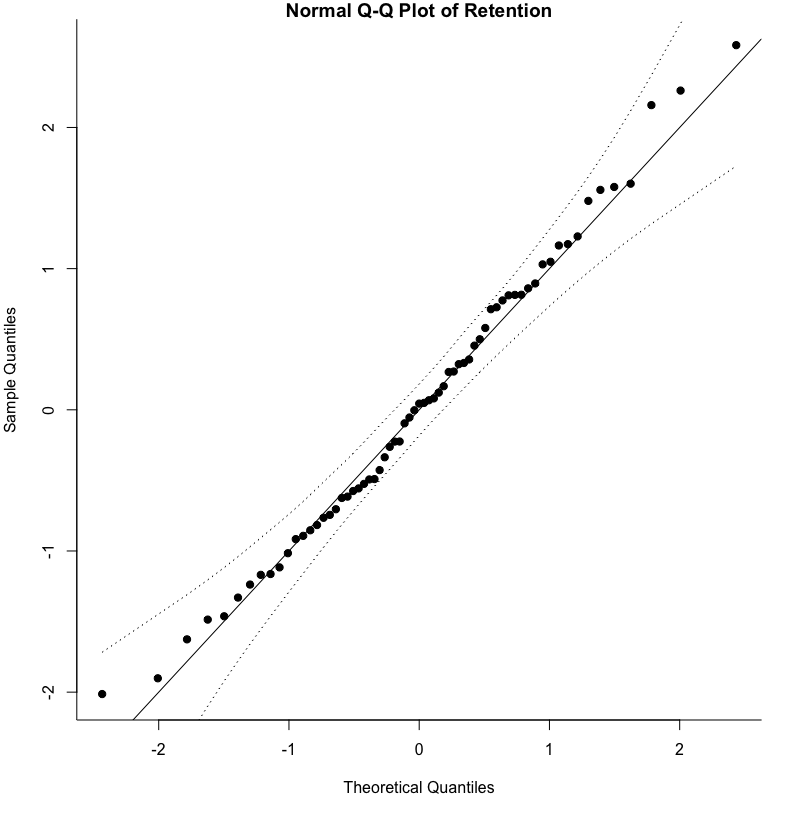 Normal Q-Q Plot of Retention
Sample Quantiles
2
1
0
-1
-2
-2 -1 0 1 2
Theoretical Quantiles